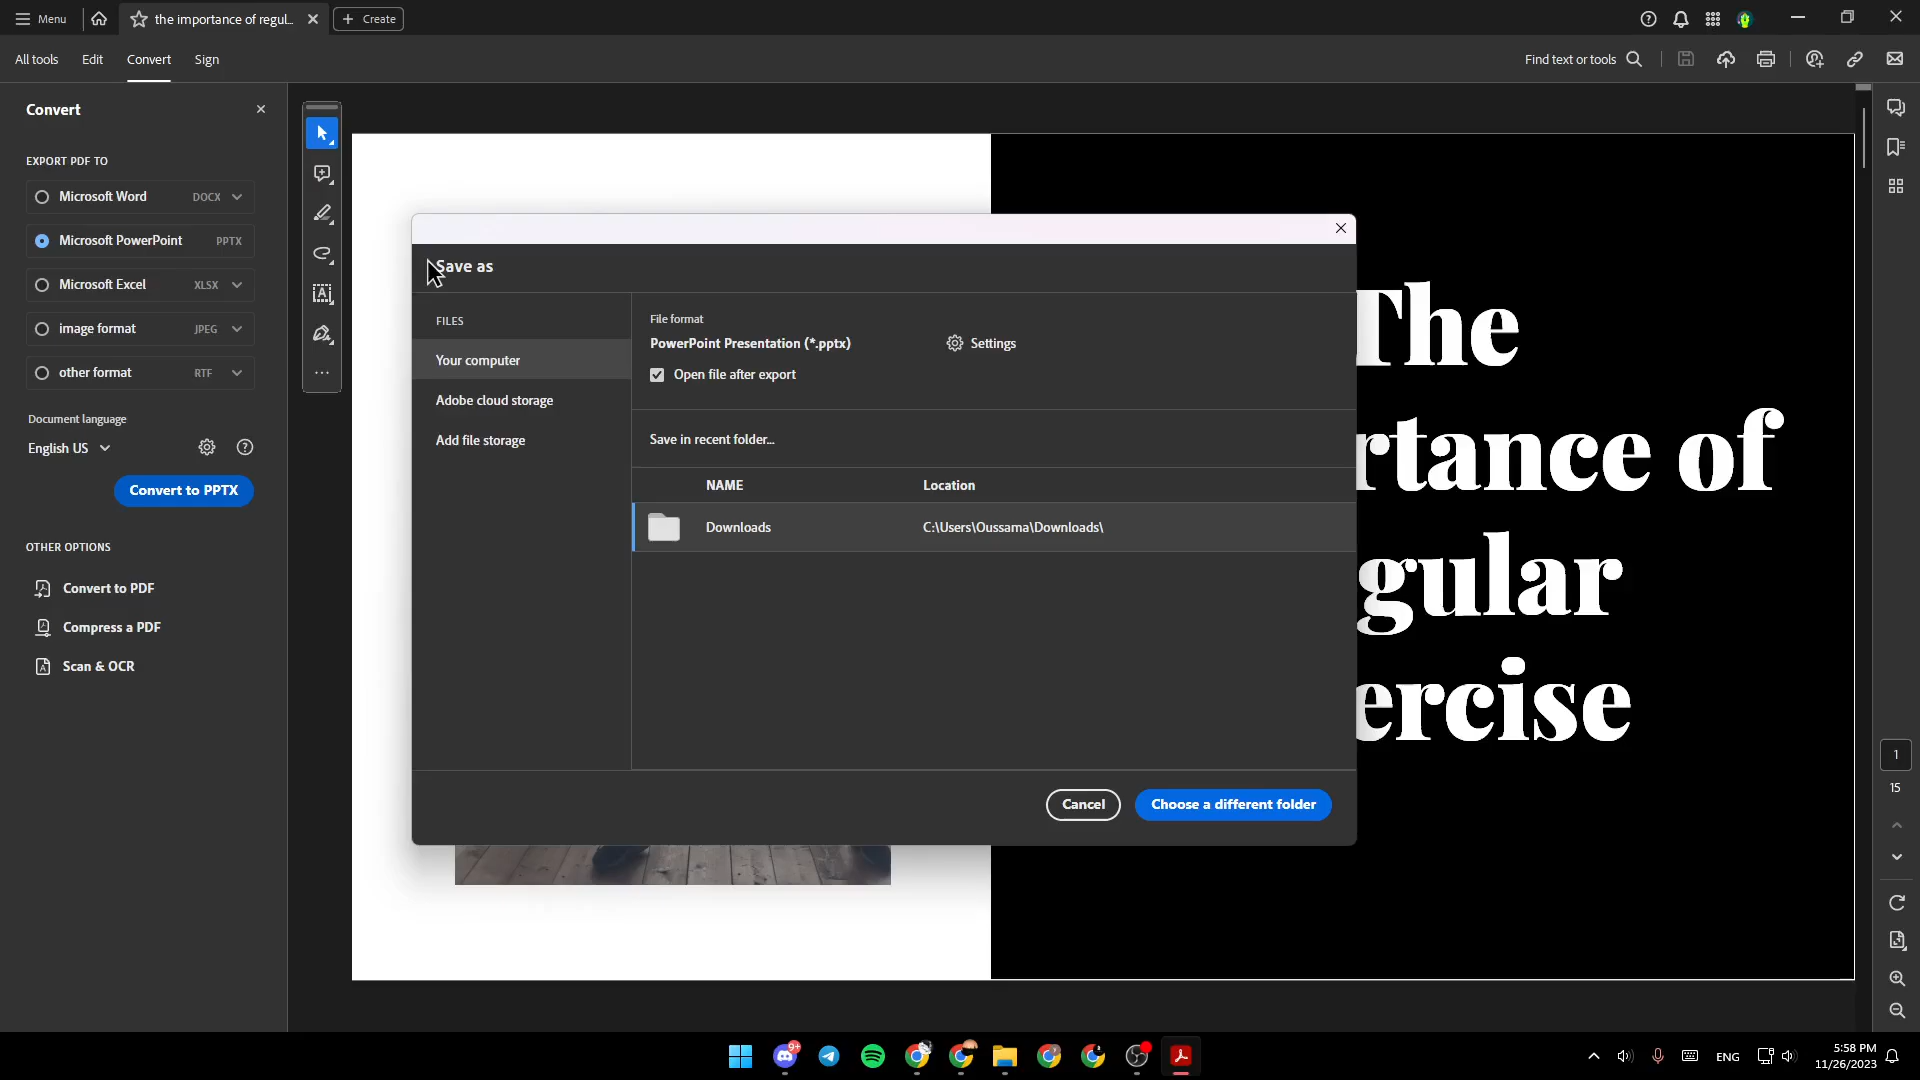 Menu
the importance of regul...
Create
All tools
Edit
Convert
Sign
Find text or tools
Convert
EXPORT PDF TO
Microsoft Word DOCX
Microsoft PowerPoint PPTX
Microsoft Excel XLSX
image format JPEG
other format RTF
Document language
English US
Convert to PPTX
OTHER OPTIONS
Convert to PDF
Compress a PDF
Scan & OCR
Save as
FILES
Your computer
Adobe cloud storage
Add file storage
File format
PowerPoint Presentation (*.pptx)
Settings
Open file after export
Save in recent folder...
NAME Location
Downloads C:\Users\Oussama\Downloads\
Cancel
Choose a different folder
The
rtance of
gular
ercise
1
15
9+
ENG
5:58 PM
11/26/2023